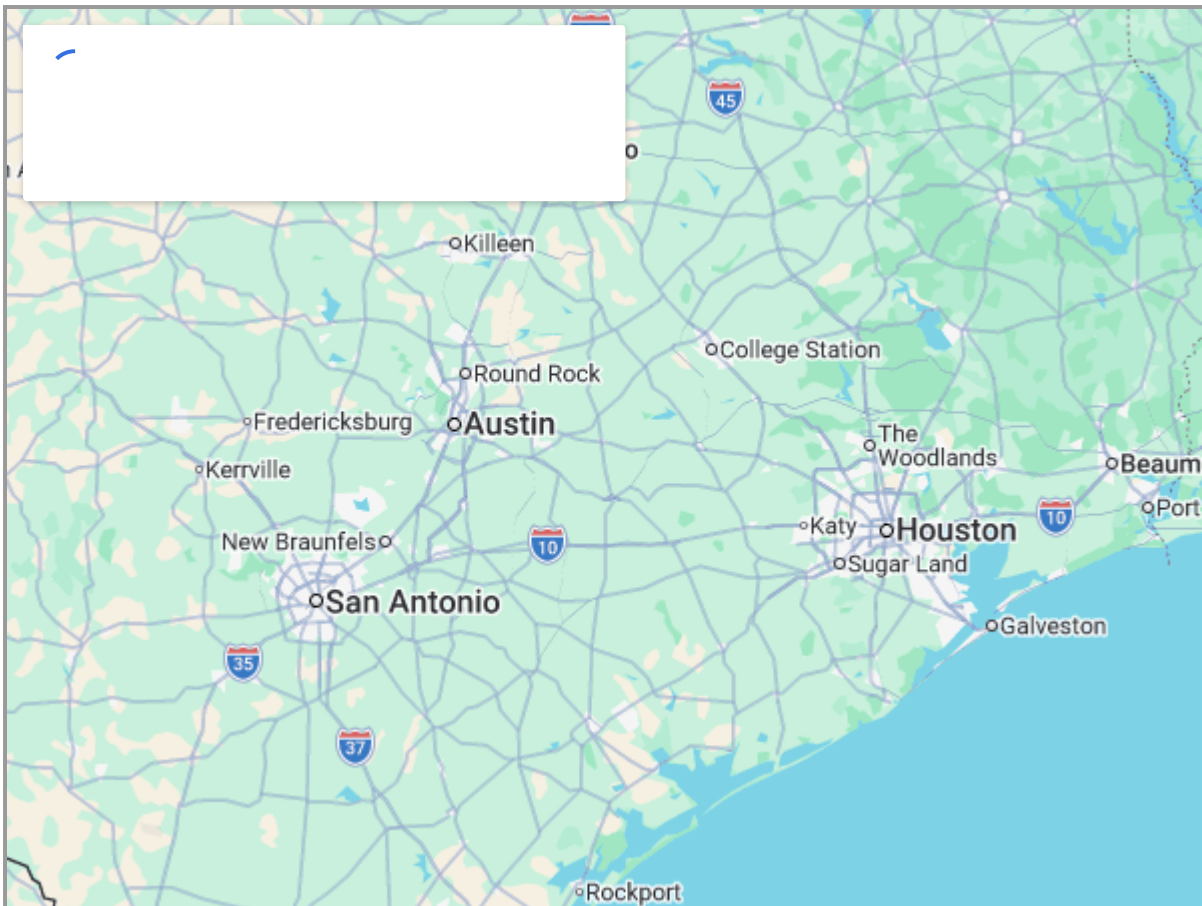 45
o
Killeen
College Station
Round Rock
Fredericksburg
Austin
The
Woodlands
Kerrville
Beaum
Port
10
Katy
Houston
New Braunfels
10
Sugar Land
San Antonio
Galveston
35
37
Rockport